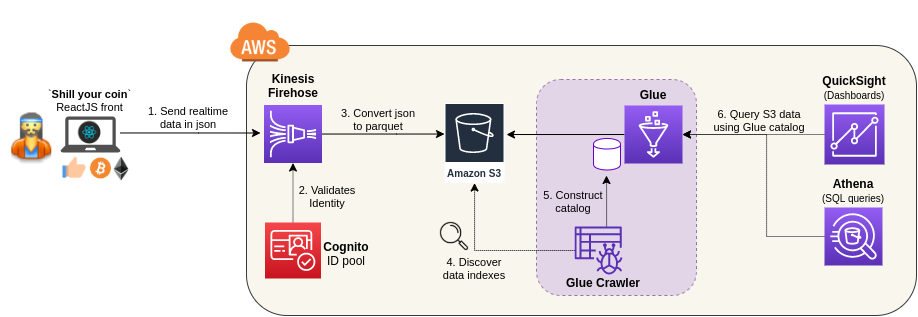 AWS
`Shill your coin`
ReactJS front
1. Send realtime
data in json
Kinesis
Firehose
3. Convert json
to parquet
Amazon S3
2. Validates
Identity
Cognito
ID pool
4. Discover
data indexes
Glue
5. Construct
catalog
Glue Crawler
6. Query S3 data
using Glue catalog
QuickSight
(Dashboards)
Athena
(SQL queries)